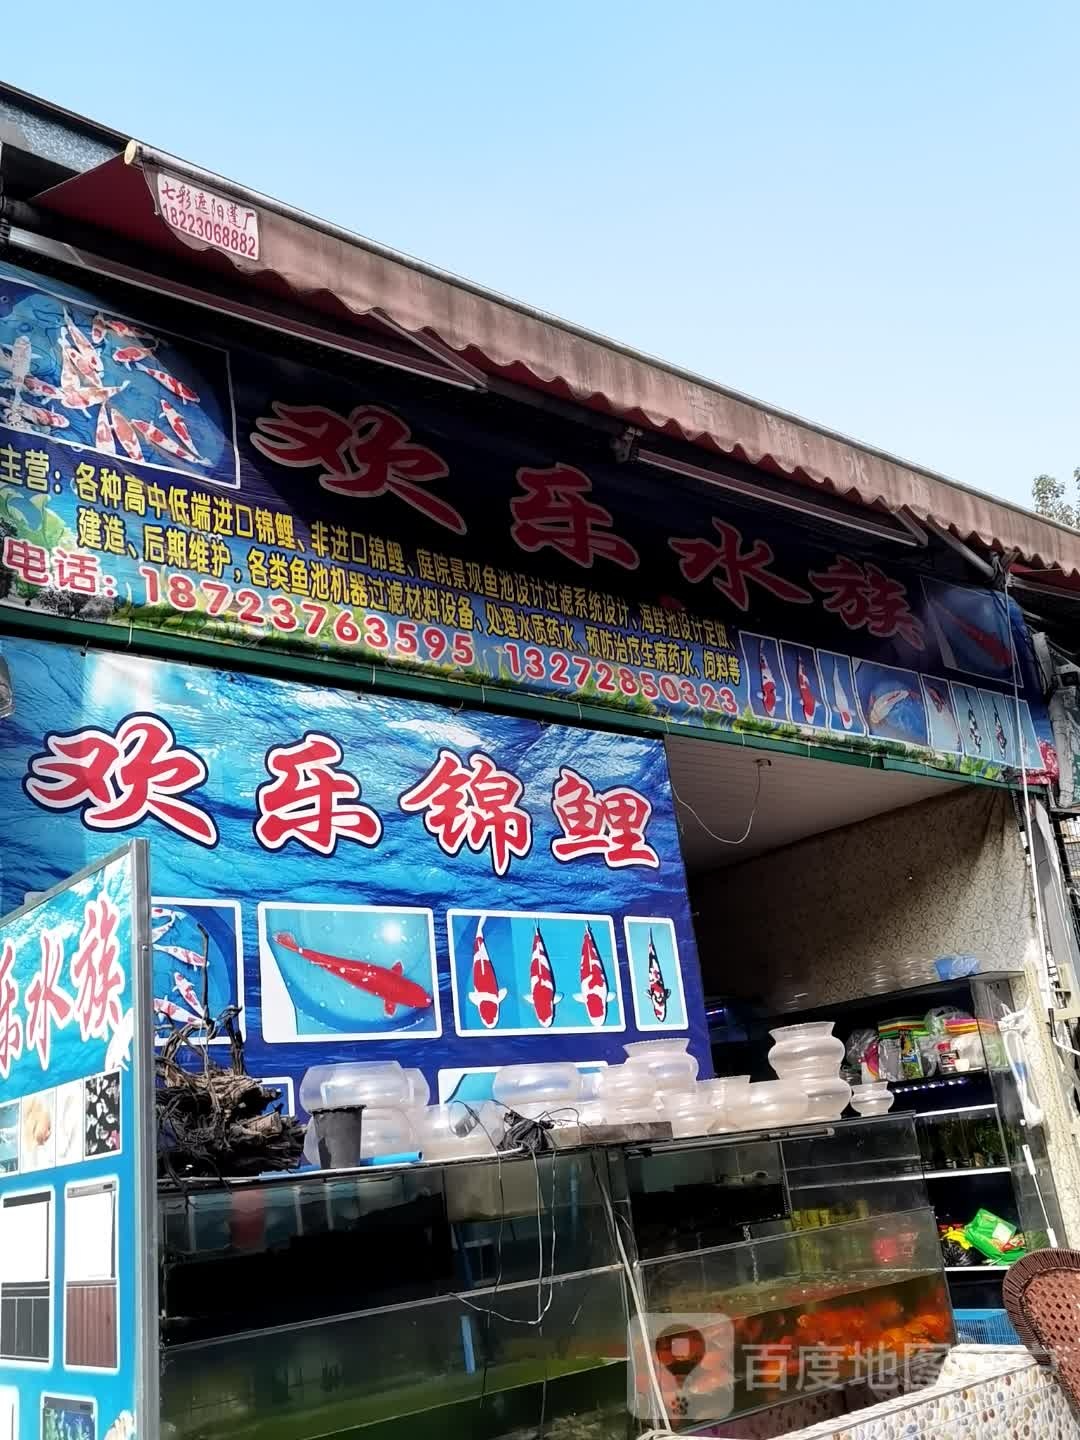 七彩遮阳蓬厂
18223068882
欢乐水族
主营：各种高中低端进口锦鲤、非进口锦鲤、庭院景观鱼池设计过滤系统设计、海鲜池设计定做、
建造、后期维护，各类鱼池机器过滤材料设备、处理水质药水、预防治疗生病药水、饲料等
电话：18723763595 13272850323
欢乐锦鲤
乐水族
百度地图